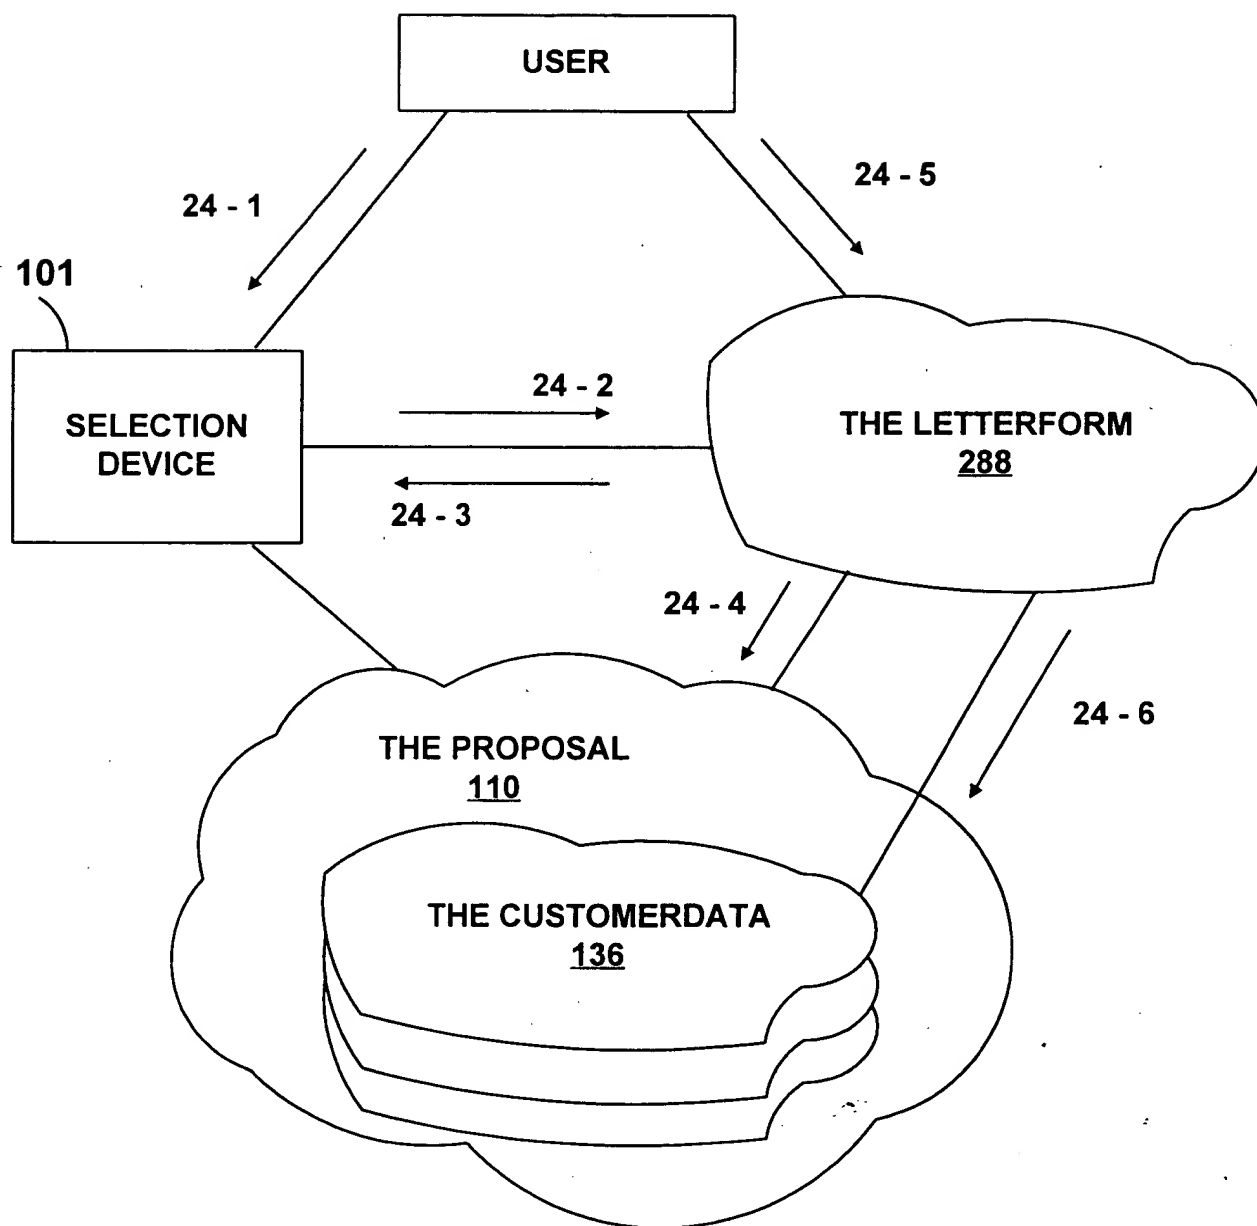 USER
24 - 1
24 - 5
101
24 - 2
SELECTION
DEVICE
THE LETTERFORM
288
24 - 3
24 - 4
24 - 6
THE PROPOSAL
110
THE CUSTOMERDATA
136